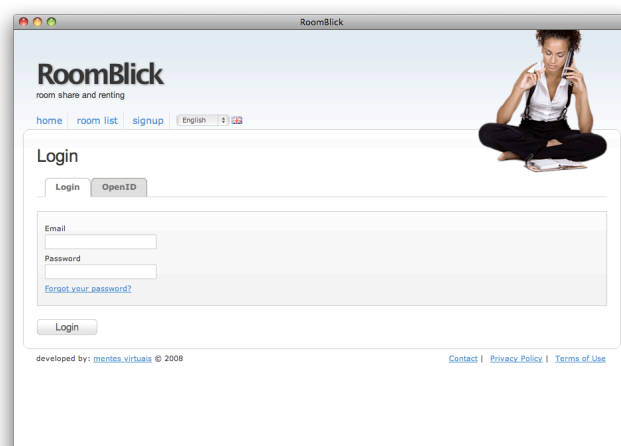 RoomBlick
RoomBlick
room share and renting
home room list signup English
Login
Login OpenID
Email
Password
Forgot your password?
Login
developed by: mentes virtuais © 2008 Contact | Privacy Policy | Terms of Use